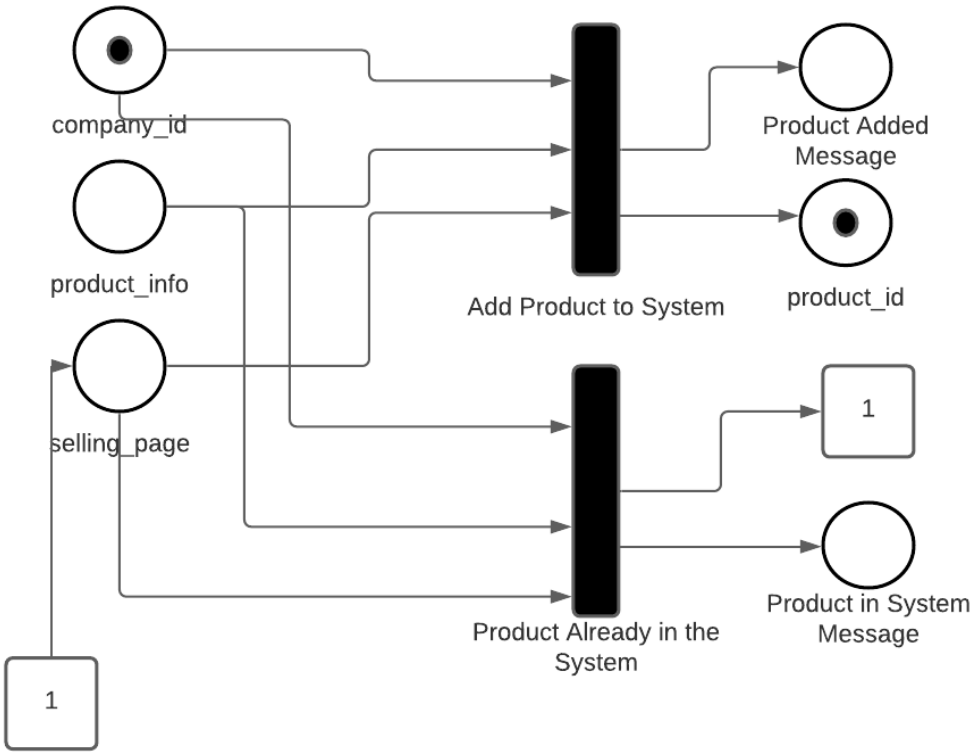 company_id
Product Added
Message
product_info
Add Product to System
product_id
selling_page
1
Product in System
Message
Product Already in the
System
1